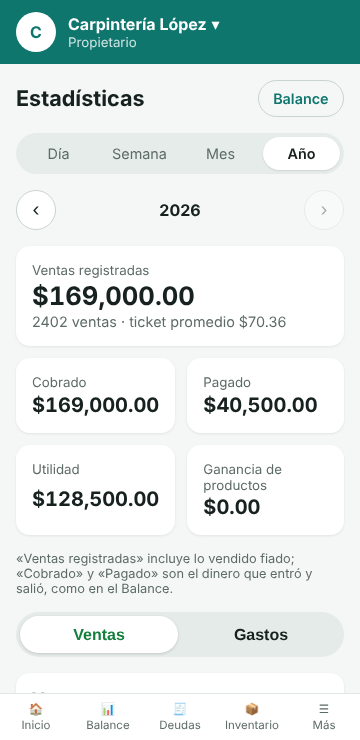 C
Carpintería López ▾
Propietario
Estadísticas
Balance
Día
Semana
Mes
Año
‹
2026
›
Ventas registradas
$169,000.00
2402 ventas · ticket promedio $70.36
Cobrado
$169,000.00
Pagado
$40,500.00
Utilidad
$128,500.00
Ganancia de
productos
$0.00
«Ventas registradas» incluye lo vendido fiado;
«Cobrado» y «Pagado» son el dinero que entró y
salió, como en el Balance.
Ventas
Gastos
Inicio
Balance
Deudas
Inventario
Más